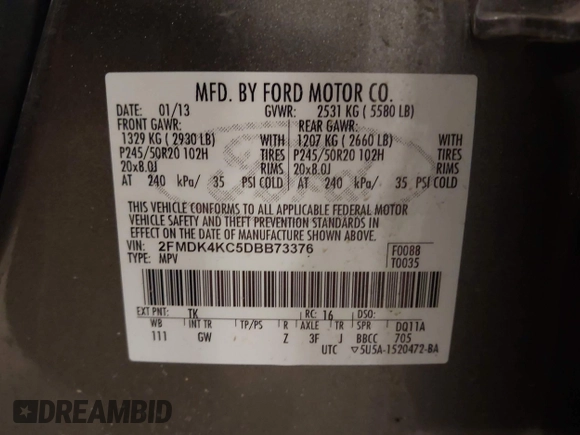 MFD. BY FORD MOTOR CO.
DATE: 01/13 GVWR: 2531 KG ( 5580 LB)
FRONT GAWR: REAR GAWR:
1329 KG ( 2930 LB) WITH 1207 KG ( 2660 LB) WITH
P245/50R20 102H TIRES P245/50R20 102H TIRES
20x8.0J RIMS 20x8.0J RIMS
AT 240 kPa/ 35 PSI COLD AT 240 kPa/ 35 PSI COLD
THIS VEHICLE CONFORMS TO ALL APPLICABLE FEDERAL MOTOR
VEHICLE SAFETY AND THEFT PREVENTION STANDARDS IN
EFFECT ON THE DATE OF MANUFACTURE SHOWN ABOVE.
VIN: 2FMDK4KC5DBB73376 F0088
TYPE: MPV T0035
EXT PNT: TK RC: 16 DSO:
WB INT TR TP/PS R AXLE TR SPR DQ11A
111 GW Z 3F J BBCC 705
UTC ▽5U5A-1520472-BA
Ford
DREAMBID